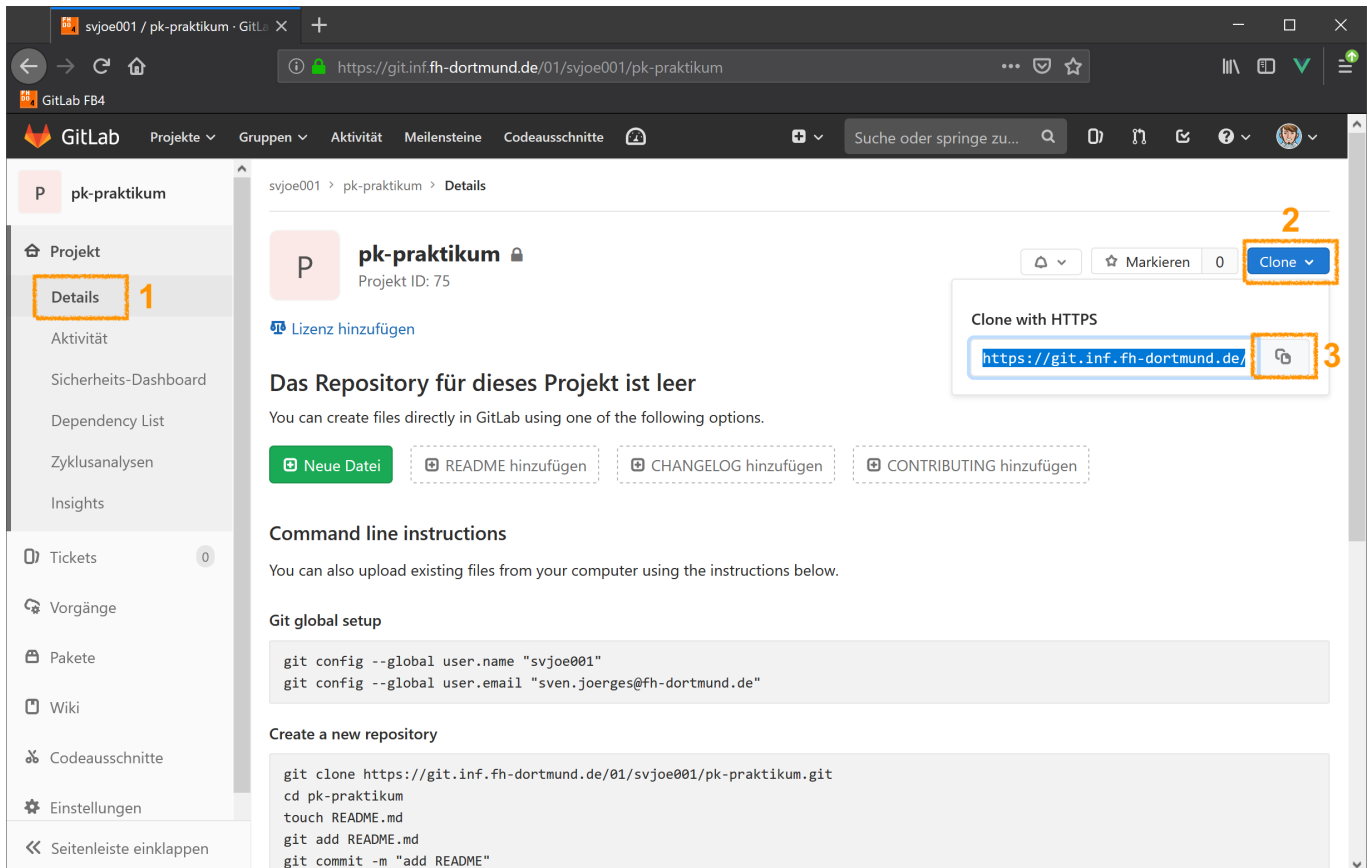 svjoe001 / pk-praktikum · GitLa
https://git.inf.fh-dortmund.de/01/svjoe001/pk-praktikum
GitLab FB4
GitLab Projekte Gruppen Aktivität Meilensteine Codeausschnitte Suche oder springe zu...
P pk-praktikum
Projekt
Details 1
Aktivität
Sicherheits-Dashboard
Dependency List
Zyklusanalysen
Insights
Tickets 0
Vorgänge
Pakete
Wiki
Codeausschnitte
Einstellungen
Seitenleiste einklappen
svjoe001 > pk-praktikum > Details
P
pk-praktikum
Projekt ID: 75
2
Markieren 0 Clone
Clone with HTTPS
https://git.inf.fh-dortmund.de/ 3
Lizenz hinzufügen
Das Repository für dieses Projekt ist leer
You can create files directly in GitLab using one of the following options.
Neue Datei README hinzufügen CHANGELOG hinzufügen CONTRIBUTING hinzufügen
Command line instructions
You can also upload existing files from your computer using the instructions below.
Git global setup
git config --global user.name "svjoe001"
git config --global user.email "sven.joerges@fh-dortmund.de"
Create a new repository
git clone https://git.inf.fh-dortmund.de/01/svjoe001/pk-praktikum.git
cd pk-praktikum
touch README.md
git add README.md
git commit -m "add README"